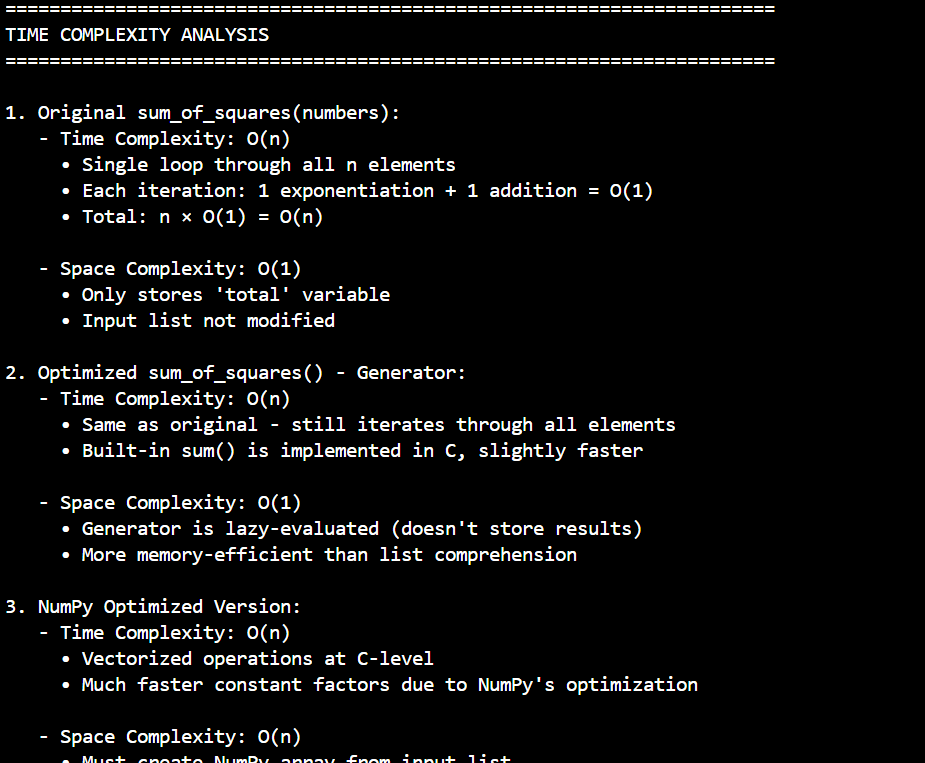 ======================================================================
TIME COMPLEXITY ANALYSIS
======================================================================
1. Original sum_of_squares(numbers):
- Time Complexity: O(n)
• Single loop through all n elements
• Each iteration: 1 exponentiation + 1 addition = O(1)
• Total: n × O(1) = O(n)
- Space Complexity: O(1)
• Only stores 'total' variable
• Input list not modified
2. Optimized sum_of_squares() - Generator:
- Time Complexity: O(n)
• Same as original - still iterates through all elements
• Built-in sum() is implemented in C, slightly faster
- Space Complexity: O(1)
• Generator is lazy-evaluated (doesn't store results)
• More memory-efficient than list comprehension
3. NumPy Optimized Version:
- Time Complexity: O(n)
• Vectorized operations at C-level
• Much faster constant factors due to NumPy's optimization
- Space Complexity: O(n)
• Must create NumPy array from input list